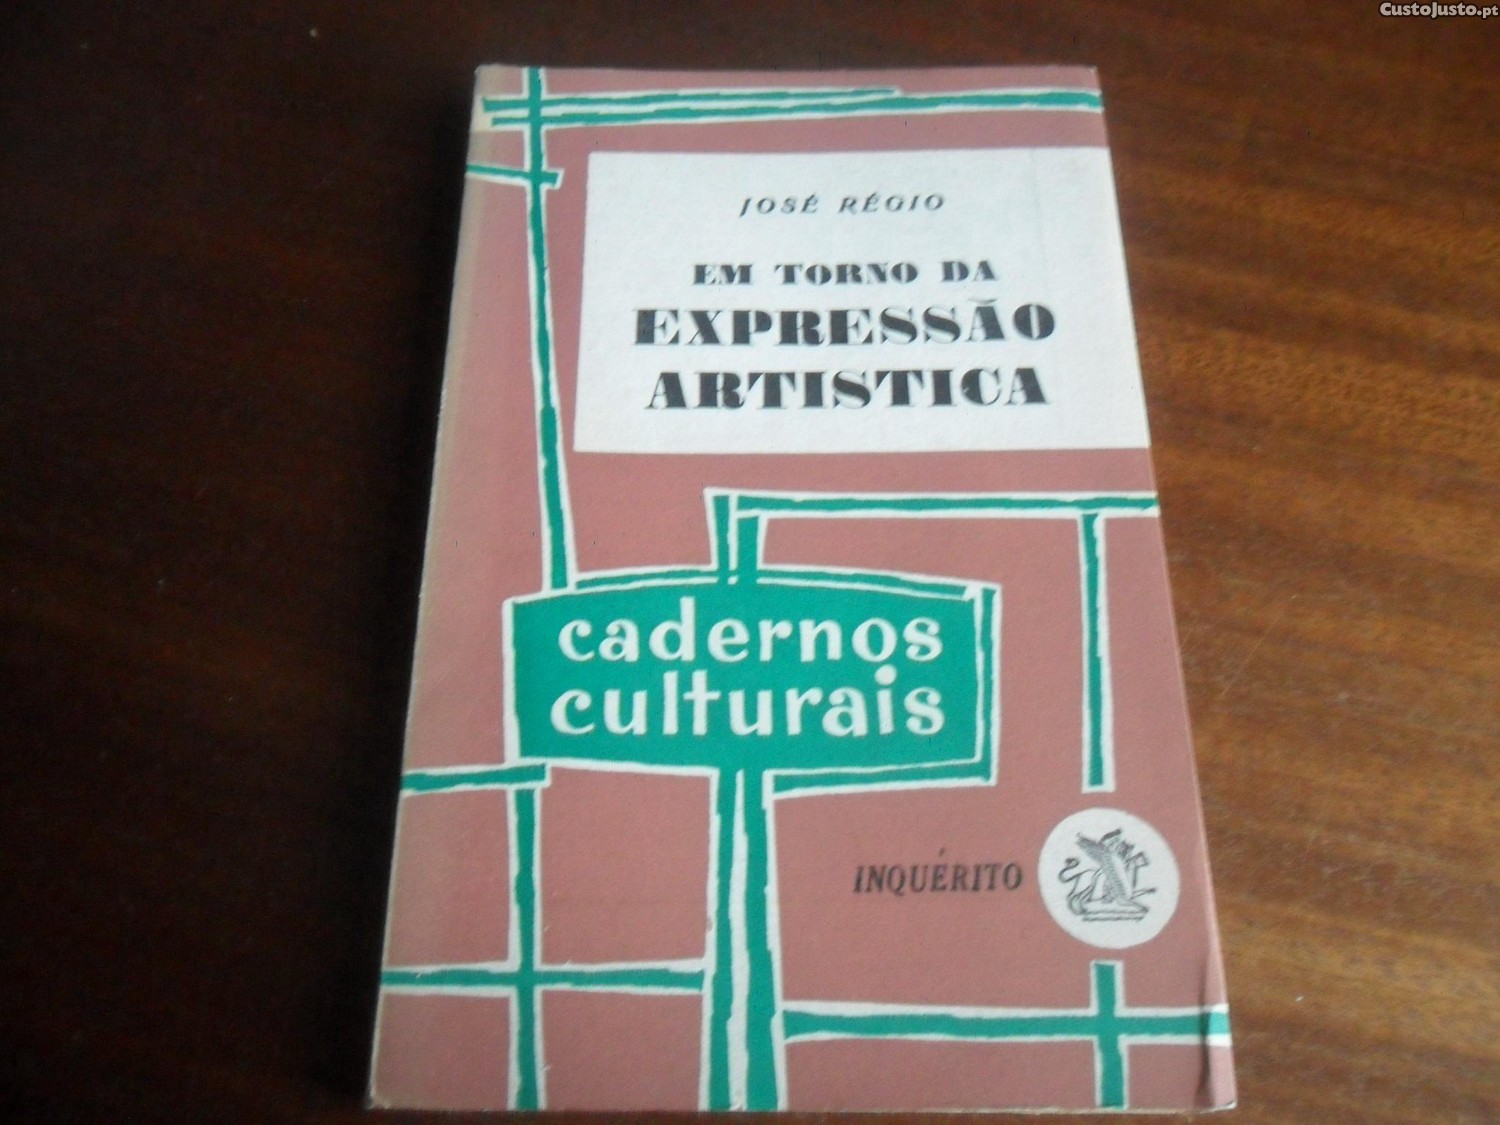 CustoJusto.pt
JOSÉ RÉGIO
EM TORNO DA
EXPRESSÃO
ARTISTICA
cadernos
culturais
INQUÉRITO